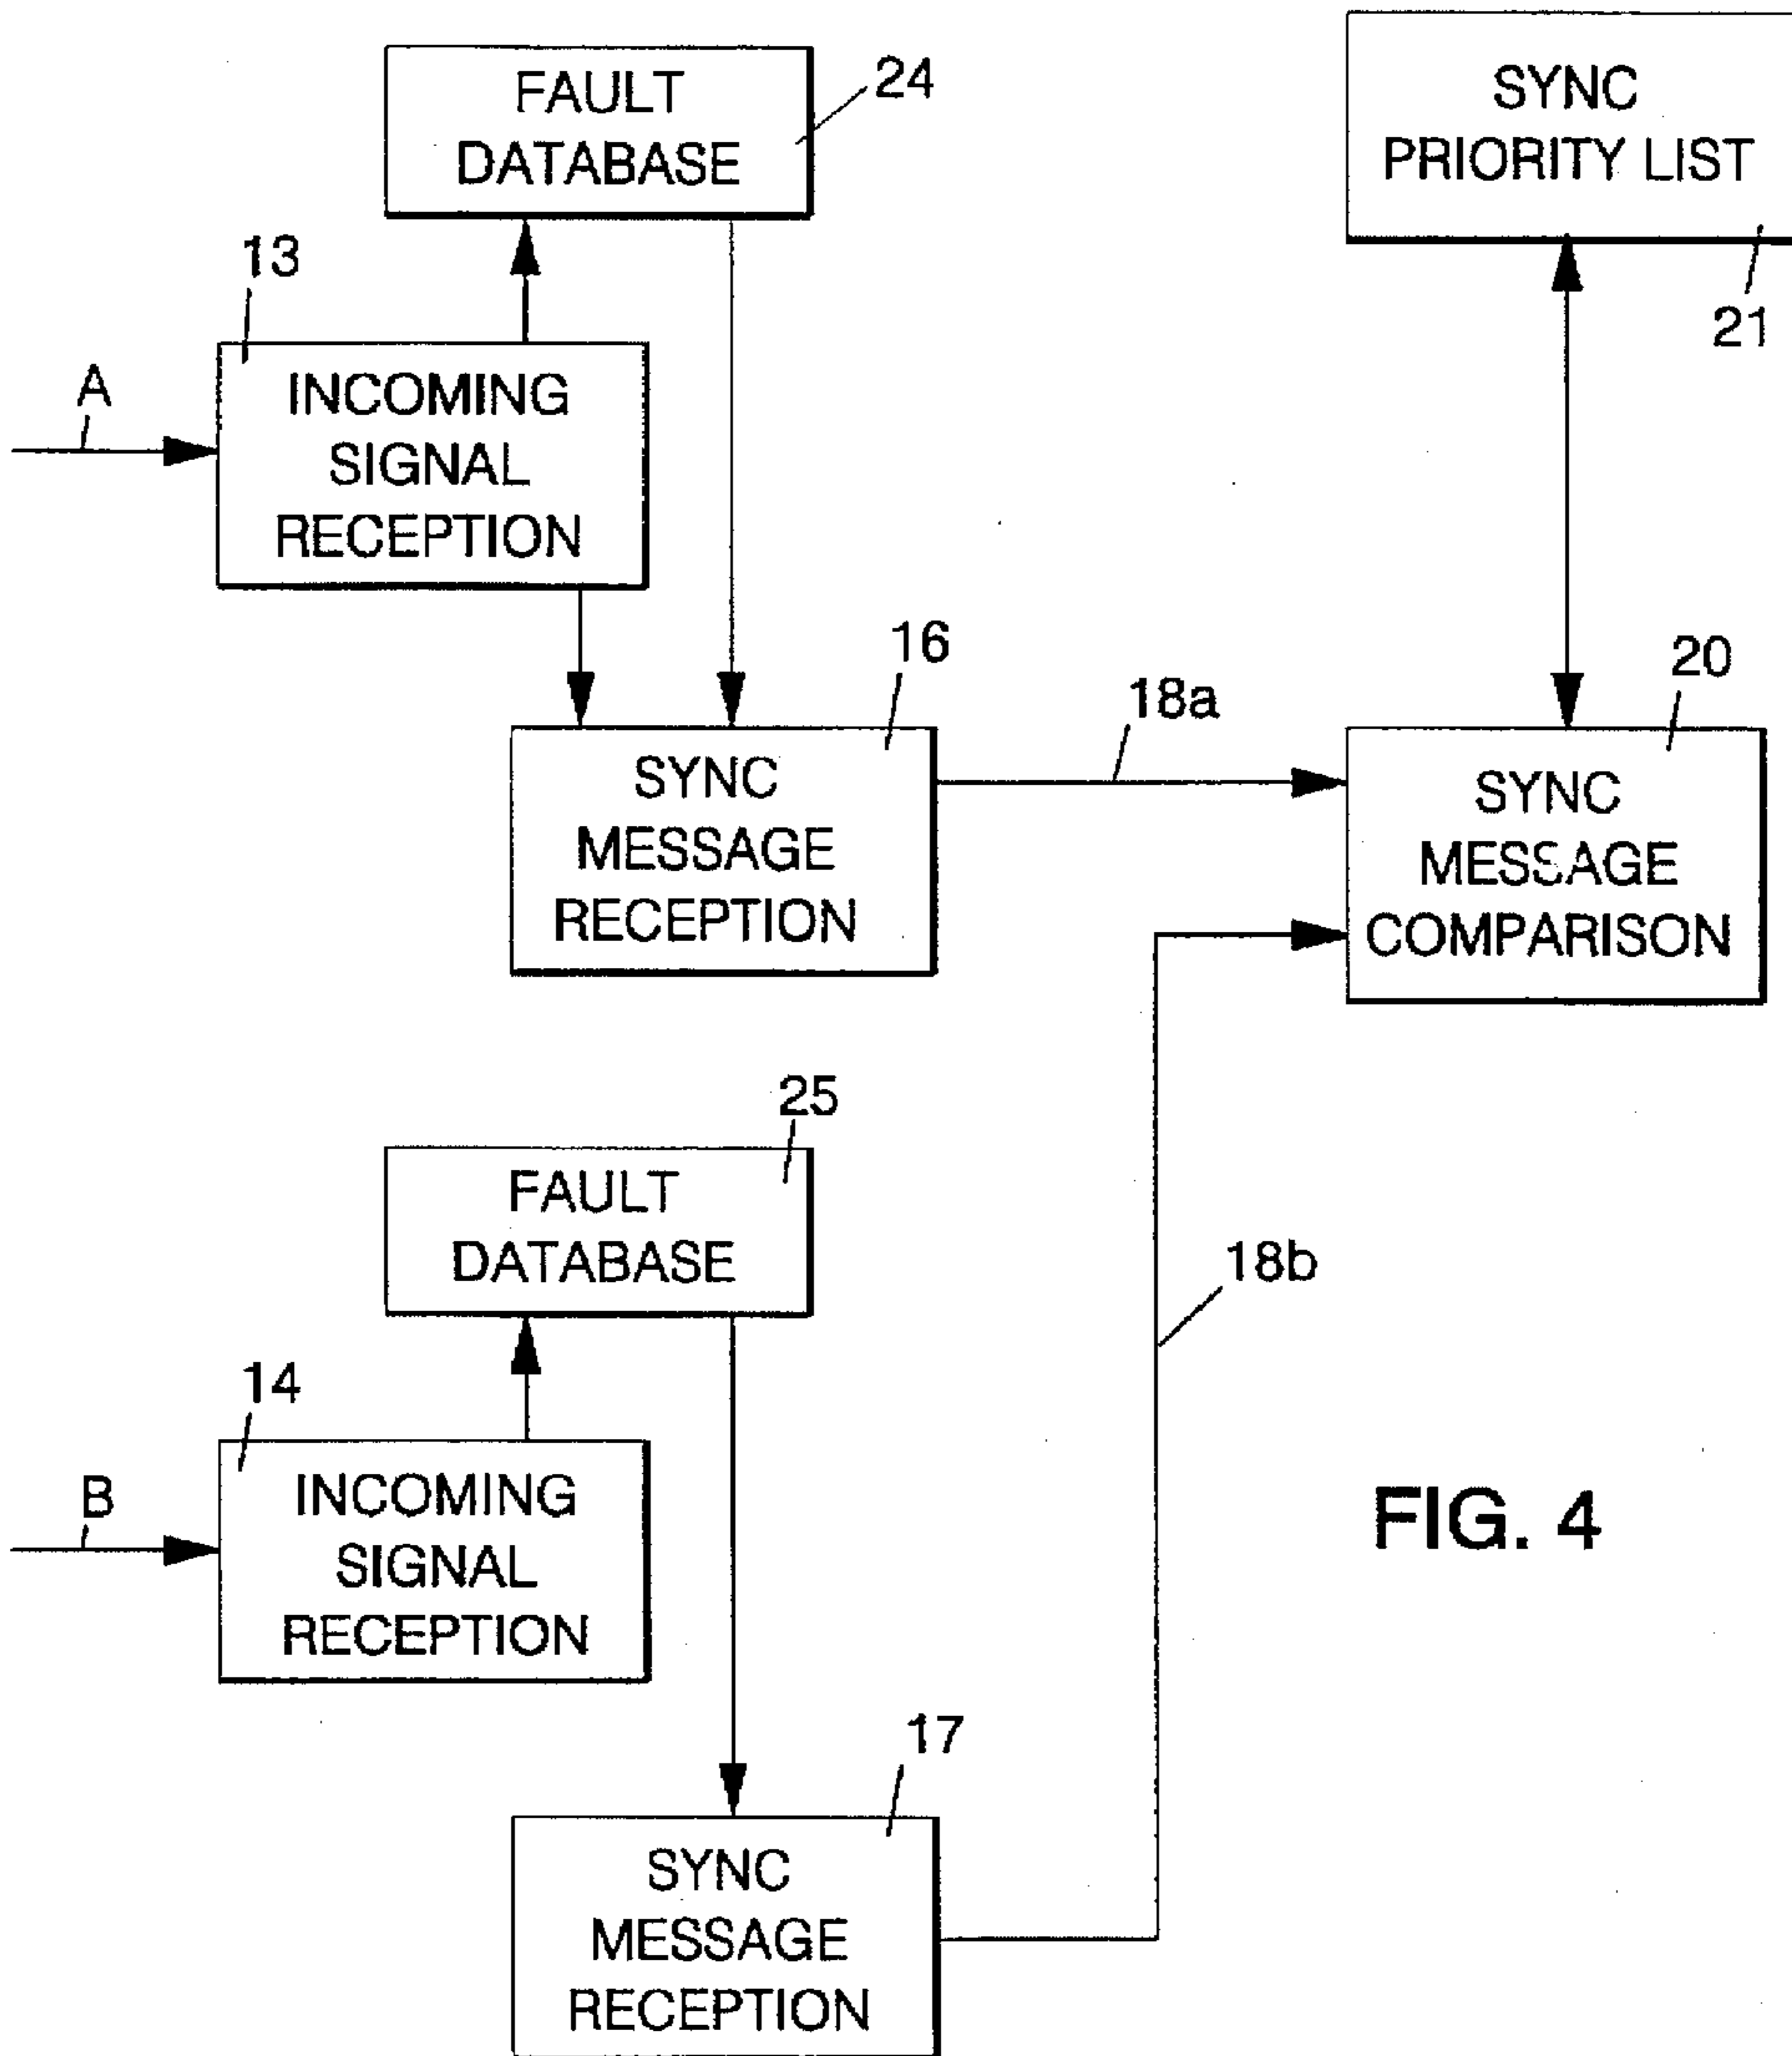 FAULT
DATABASE
24
SYNC
PRIORITY LIST
21
13
A
INCOMING
SIGNAL
RECEPTION
16
SYNC
MESSAGE
RECEPTION
18a
20
SYNC
MESSAGE
COMPARISON
25
FAULT
DATABASE
18b
14
B
INCOMING
SIGNAL
RECEPTION
FIG. 4
17
SYNC
MESSAGE
RECEPTION